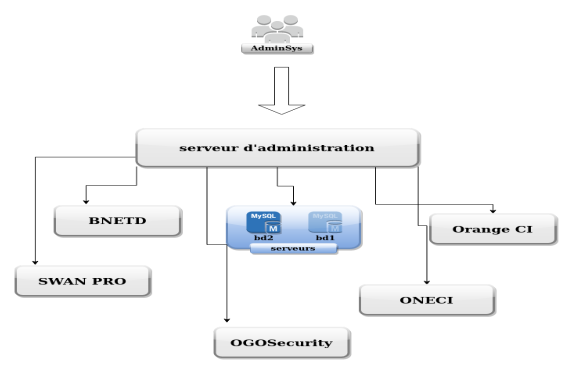 AdminSys
serveur d'administration
BNETD
MySQL
MySQL
M
M
bd2
bd1
serveurs
Orange CI
SWAN PRO
ONECI
OGOSecurity